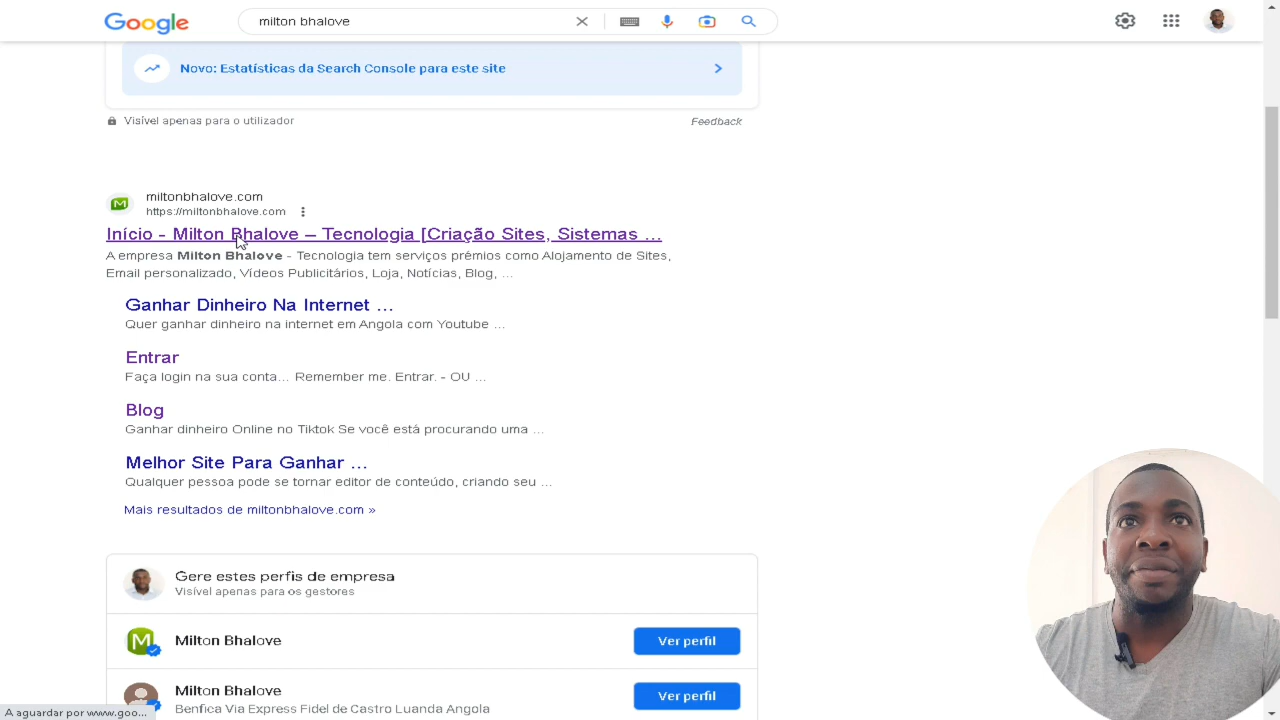 Google
milton bhalove
Novo: Estatísticas da Search Console para este site
Visível apenas para o utilizador
Feedback
miltonbhalove.com
https://miltonbhalove.com
Início - Milton Bhalove – Tecnologia [Criação Sites, Sistemas ...
A empresa Milton Bhalove - Tecnologia tem serviços prémios como Alojamento de Sites,
Email personalizado, Vídeos Publicitários, Loja, Notícias, Blog, ...
Ganhar Dinheiro Na Internet ...
Quer ganhar dinheiro na internet em Angola com Youtube ...
Entrar
Faça login na sua conta... Remember me. Entrar. - OU ...
Blog
Ganhar dinheiro Online no Tiktok Se você está procurando uma ...
Melhor Site Para Ganhar ...
Qualquer pessoa pode se tornar editor de conteúdo, criando seu ...
Mais resultados de miltonbhalove.com »
Gere estes perfis de empresa
Visível apenas para os gestores
M
Milton Bhalove
Ver perfil
Milton Bhalove
Benfica Via Express Fidel de Castro Luanda Angola
Ver perfil
A aguardar por www.goo...